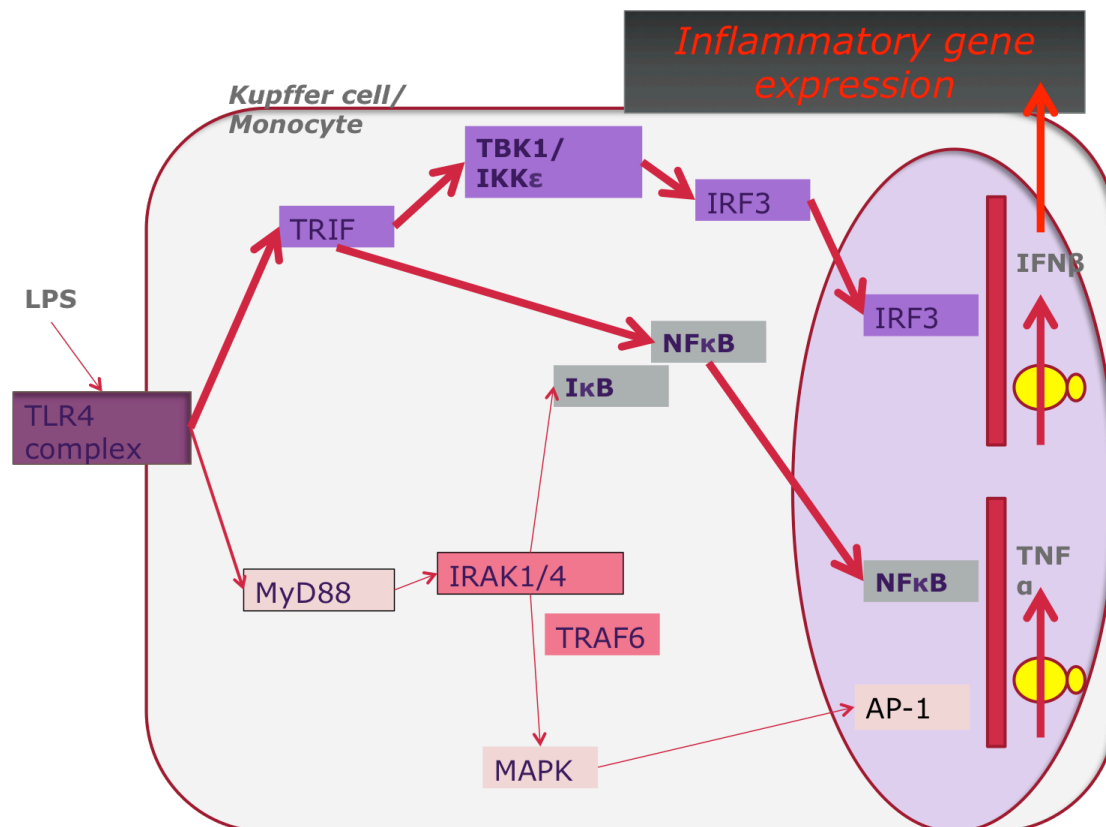 Inflammatory gene
expression
Kupffer cell/
Monocyte
TBK1/
IKKε
TRIF
IRF3
IFNβ
LPS
IRF3
NFκB
IκB
TLR4
complex
TNF
α
NFκB
MyD88
IRAK1/4
TRAF6
AP-1
MAPK